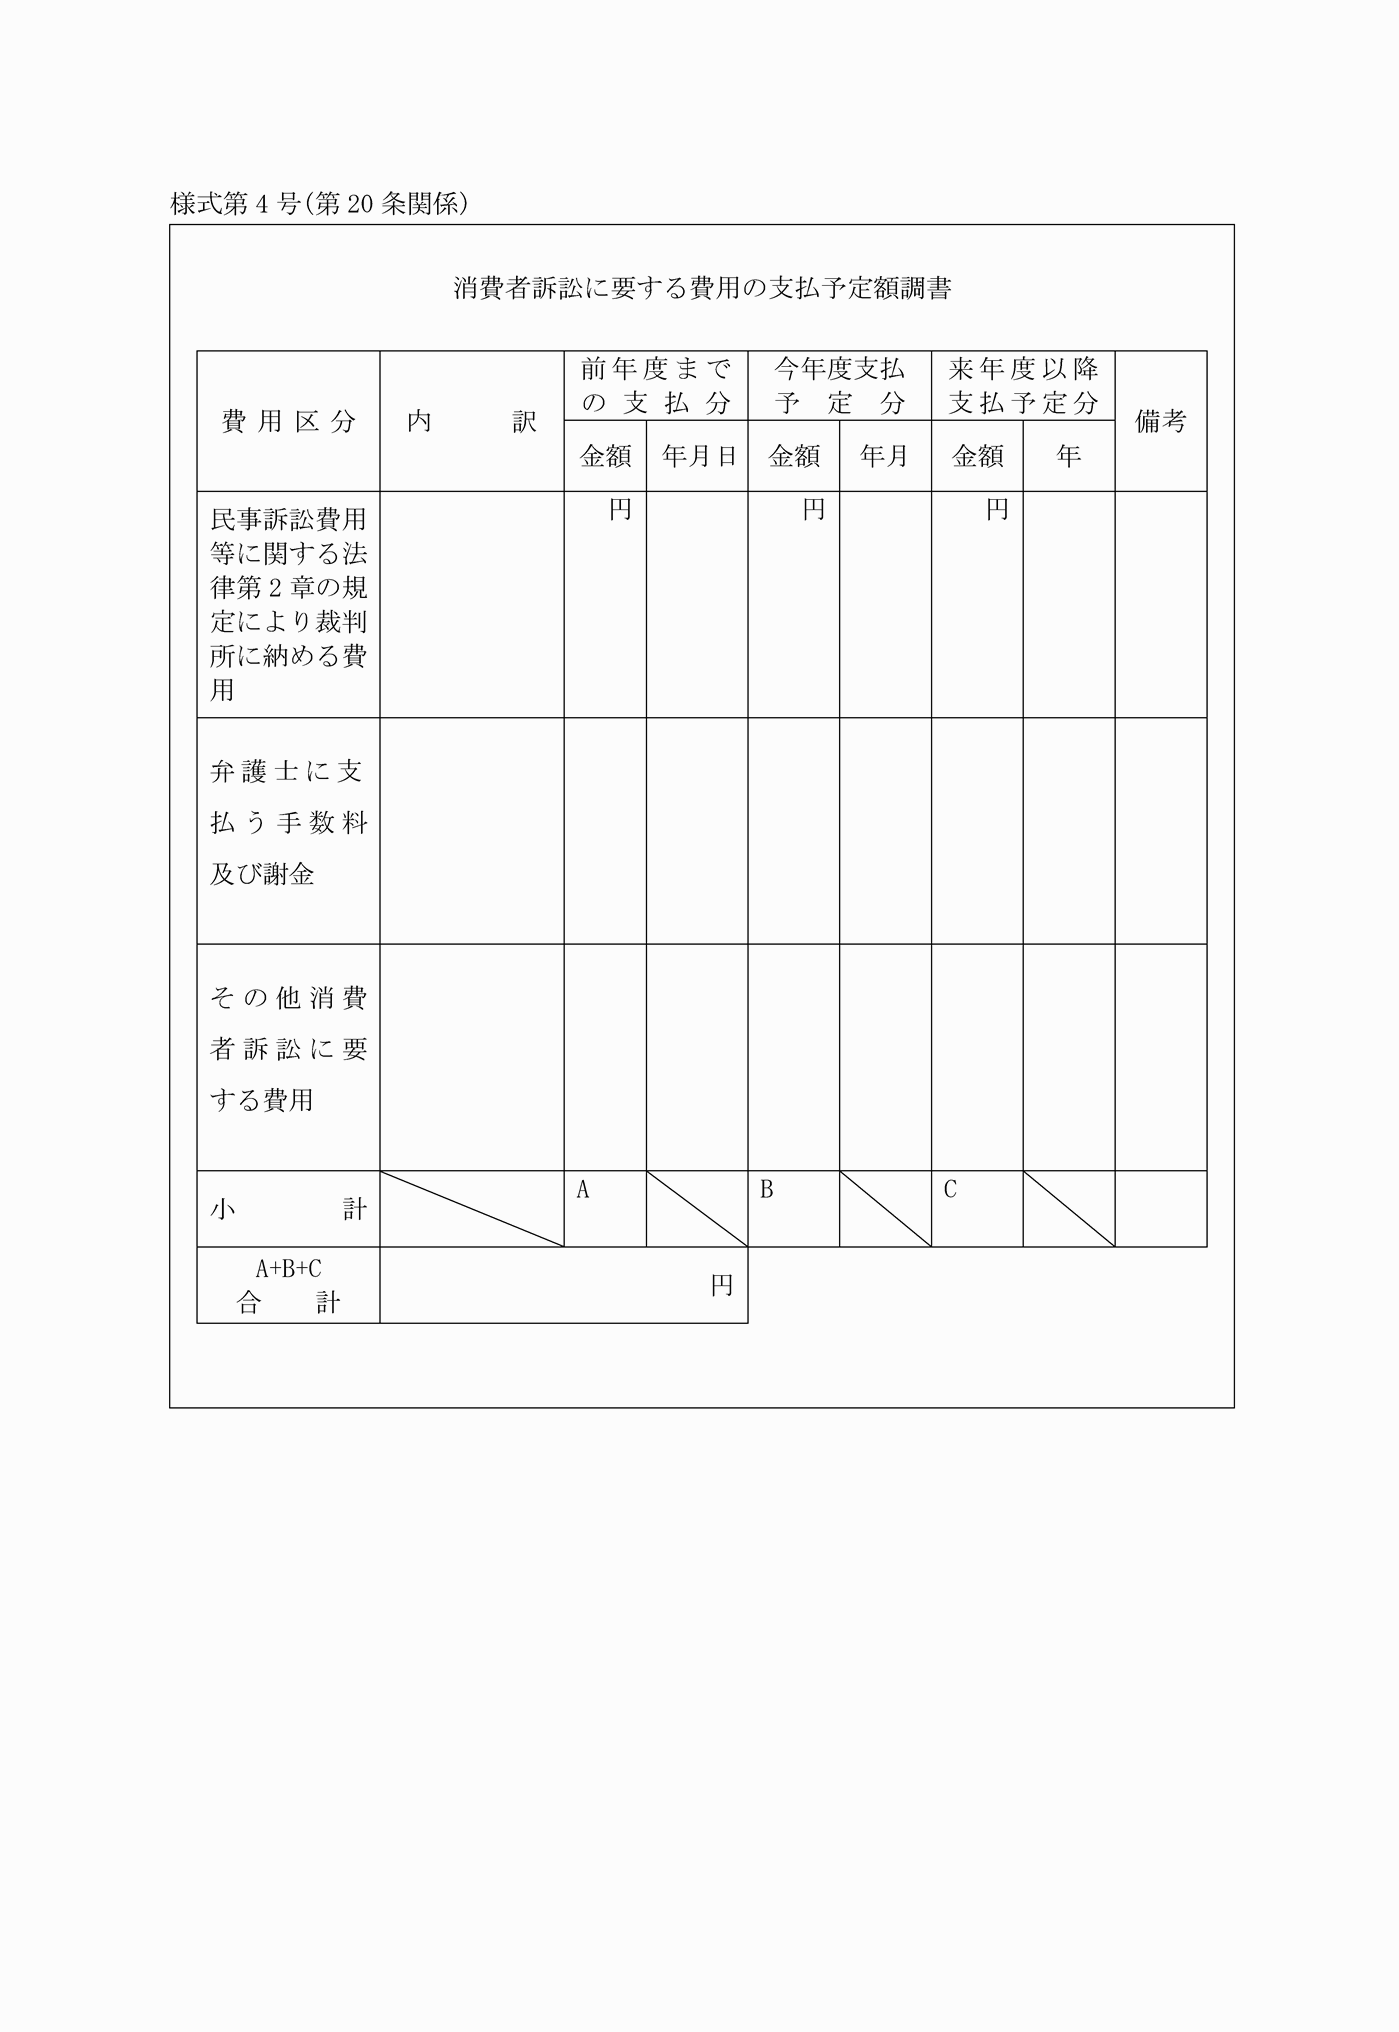 様式第4号(第20条関係)
消費者訴訟に要する費用の支払予定額調書
費用区分 内訳 前年度まで
の支払分 今年度支払
予定分 来年度以降
支払予定分 備考
金額 年月日 金額 年月 金額 年
民事訴訟費用 円 円 円
等に関する法
律第2章の規
定により裁判
所に納める費
用
弁護士に支
払う手数料
及び謝金
その他消費
者訴訟に要
する費用
小計 A B C
A+B+C
合計 円